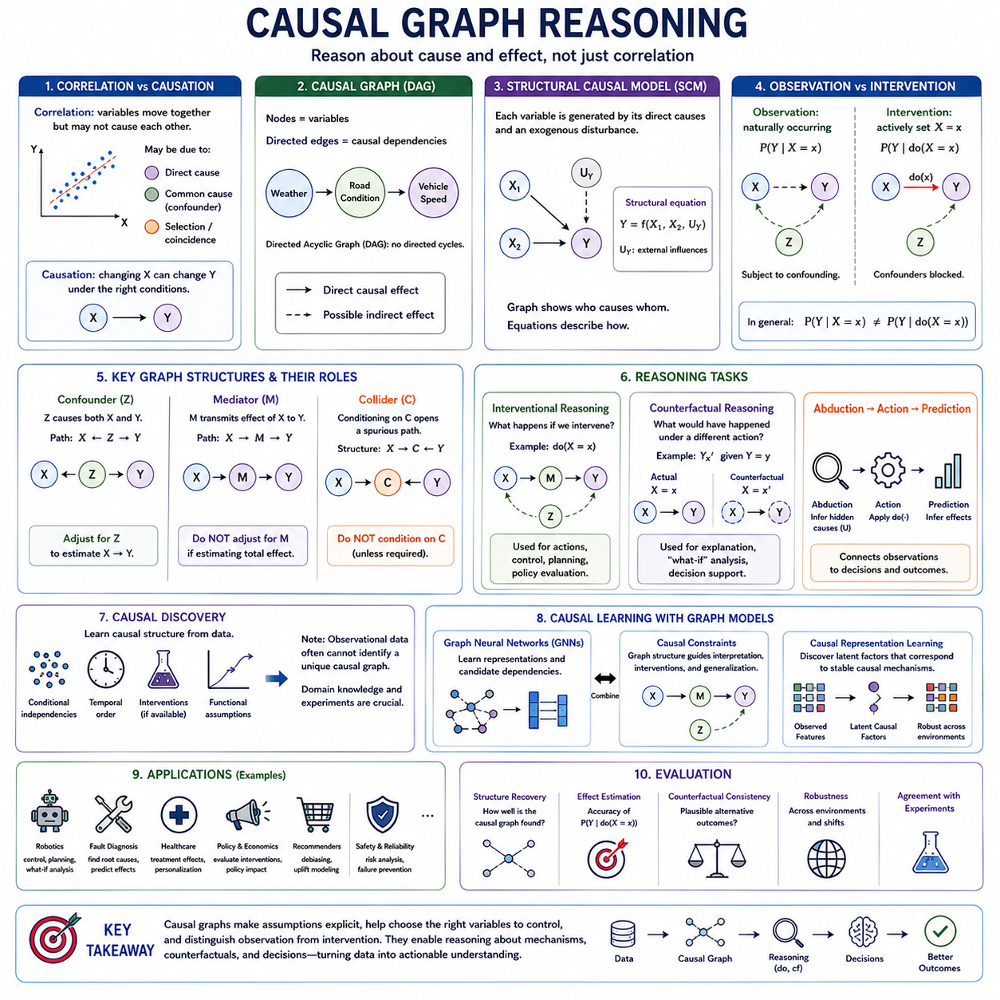 CAUSAL GRAPH REASONING
Reason about cause and effect, not just correlation
1. CORRELATION vs CAUSATION
Correlation: variables move together
but may not cause each other.
Y
X
May be due to:
Direct cause
Common cause
(confounder)
Selection /
coincidence
Causation: changing X can change Y
under the right conditions.
X
Y
2. CAUSAL GRAPH (DAG)
Nodes = variables
Directed edges = causal dependencies
Weather
Road
Condition
Vehicle
Speed
Directed Acyclic Graph (DAG): no directed cycles.
Direct causal effect
Possible indirect effect
3. STRUCTURAL CAUSAL MODEL (SCM)
Each variable is generated by its direct causes
and an exogenous disturbance.
X₁
U_Y
X₂
Y
Structural equation
Y = f(X₁, X₂, U_Y)
U_Y: external influences
Graph shows who causes whom.
Equations describe how.
4. OBSERVATION vs INTERVENTION
Observation:
naturally occurring
P(Y | X = x)
X
Y
Z
Subject to confounding.
Intervention:
actively set X = x
P(Y | do(X = x)
do(x)
X
Y
Z
Confounders blocked.
In general: P(Y | X = x) ≠ P(Y | do(X = x))
5. KEY GRAPH STRUCTURES & THEIR ROLES
Confounder (Z)
Z causes both X and Y.
Path: X ← Z → Y
X
Z
Y
Adjust for Z
to estimate X → Y.
Mediator (M)
M transmits effect of X to Y.
Path: X → M → Y
X
M
Y
Do NOT adjust for M
if estimating total effect.
Collider (C)
Conditioning on C opens
a spurious path.
Structure: X → C ← Y
X
C
Y
Do NOT condition on C
(unless required).
6. REASONING TASKS
Interventional Reasoning
What happens if we intervene?
Example: do(X = x)
X
M
Y
Z
Used for actions,
control, planning,
policy evaluation.
Counterfactual Reasoning
What would have happened
under a different action?
Example: Yₓ′ given Y = y
Actual
X = x
X
Y
Counterfactual
X = x′
X
Y
Used for explanation,
"what-if" analysis,
decision support.
Abduction → Action → Prediction
Abduction
Infer hidden
causes (U)
Action
Apply do(·)
Prediction
Infer effects
Connects observations
to decisions and outcomes.
7. CAUSAL DISCOVERY
Learn causal structure from data.
Conditional
independencies
Temporal
order
Interventions
(if available)
Functional
assumptions
Note: Observational data
often cannot identify a
unique causal graph.
Domain knowledge and
experiments are crucial.
8. CAUSAL LEARNING WITH GRAPH MODELS
Graph Neural Networks (GNNs)
Learn representations and
candidate dependencies.
Combine
Causal Constraints
Graph structure guides interpretation,
interventions, and generalization.
X
M
Y
Z
Causal Representation Learning
Discover latent factors that correspond
to stable causal mechanisms.
Observed
Features
Latent Causal
Factors
Robust across
environments
9. APPLICATIONS (Examples)
Robotics
control, planning,
what-if analysis
Fault Diagnosis
find root causes,
predict effects
Healthcare
treatment effects,
personalization
Policy & Economics
evaluate interventions,
policy impact
Recommenders
debiasing,
uplift modeling
Safety & Reliability
risk analysis,
failure prevention
...
10. EVALUATION
Structure Recovery
How well is the
causal graph found?
Effect Estimation
Accuracy of
P(Y | do(X = x))
Counterfactual Consistency
Plausible alternative
outcomes?
Robustness
Across environments
and shifts
Agreement with
Experiments
KEY
TAKEAWAY
Causal graphs make assumptions explicit, help choose the right variables to control,
and distinguish observation from intervention. They enable reasoning about mechanisms,
counterfactuals, and decisions—turning data into actionable understanding.
Data
Causal Graph
Reasoning
(do, cf)
Decisions
Better
Outcomes